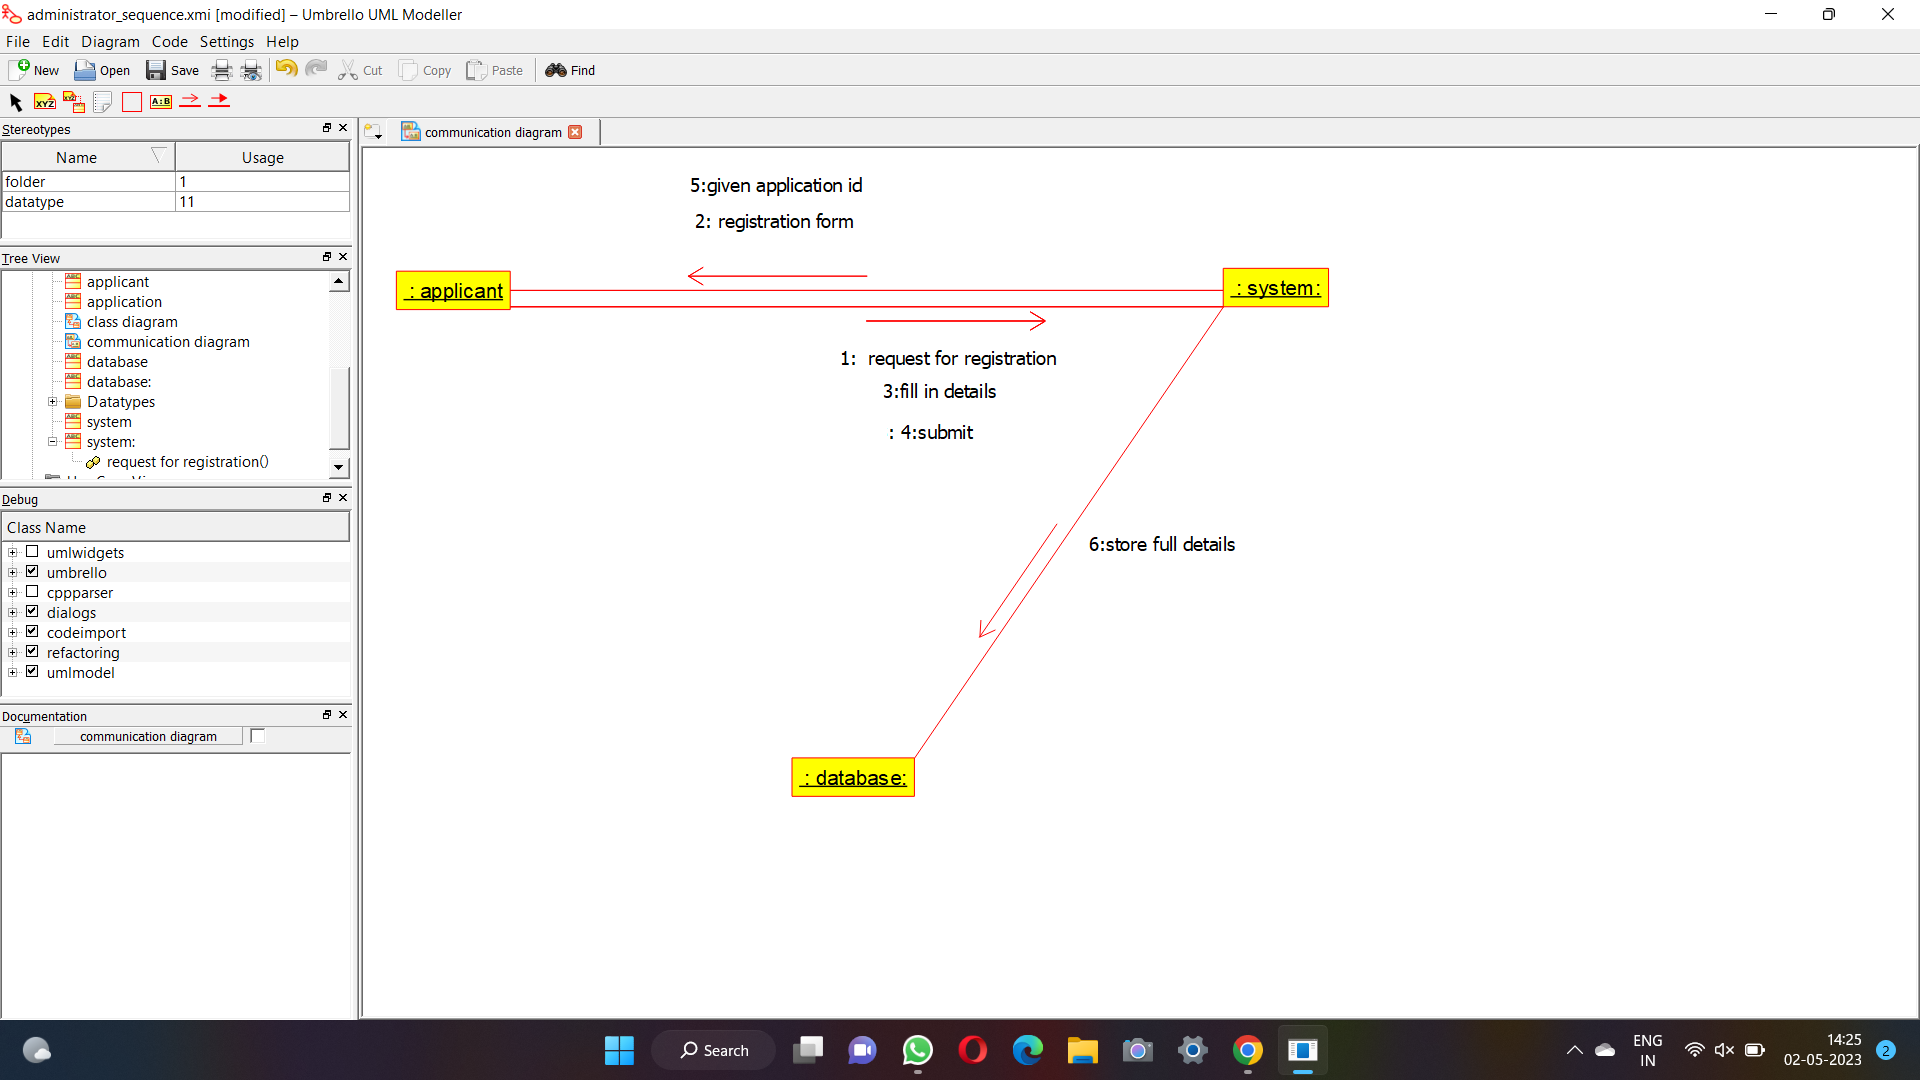 administrator_sequence.xmi [modified] – Umbrello UML Modeller
File Edit Diagram Code Settings Help
New Open Save Cut Copy Paste Find
XYZ XYZ A:B
Stereotypes
Name Usage
folder 1
datatype 11
Tree View
applicant
application
class diagram
communication diagram
database
database:
Datatypes
system
system:
request for registration()
Debug
Class Name
umlwidgets
umbrello
cppparser
dialogs
codeimport
refactoring
umlmodel
Documentation
communication diagram
communication diagram
5:given application id
2: registration form
: applicant
: system:
1: request for registration
3:fill in details
: 4:submit
6:store full details
: database:
Search
ENG
IN
14:25
02-05-2023
2